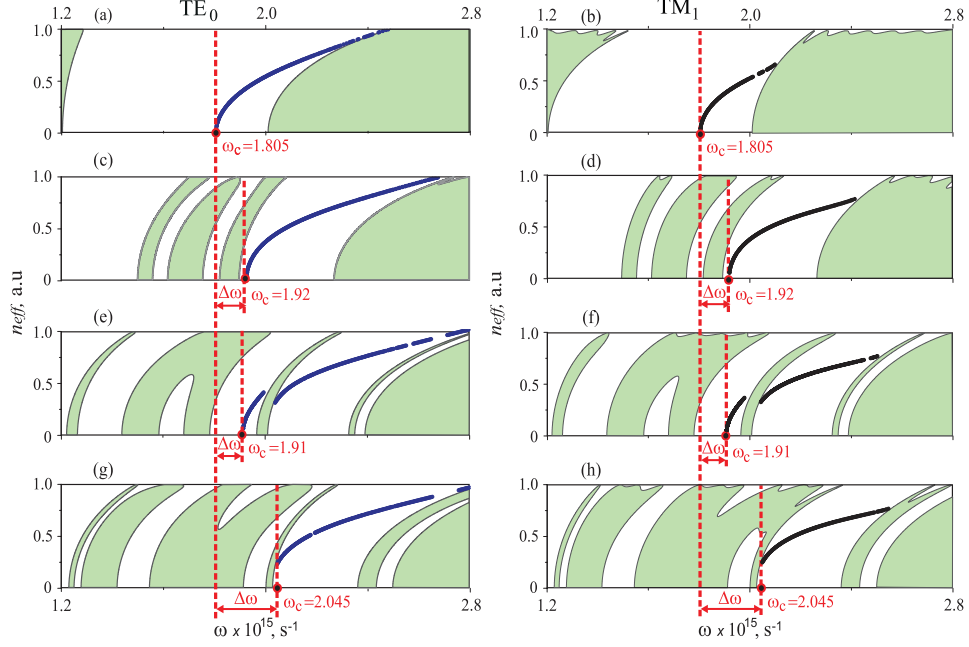 TE0 TM1
1.2 (a) 2.0 2.8 1.2 (b) 2.0 2.8
1.0 1.0
0.5 0.5
0 0
ωc=1.805 ωc=1.805
(c) (d)
1.0 1.0
0.5 0.5
0 0
Δω ωc=1.92 Δω ωc=1.92
neff, a.u neff, a.u
(e) (f)
1.0 1.0
0.5 0.5
0 0
Δω ωc=1.91 Δω ωc=1.91
(g) (h)
1.0 1.0
0.5 0.5
0 0
1.2 Δω ωc=2.045 2.8 1.2 Δω ωc=2.045 2.8
ω x 10¹⁵, s⁻¹ ω x 10¹⁵, s⁻¹